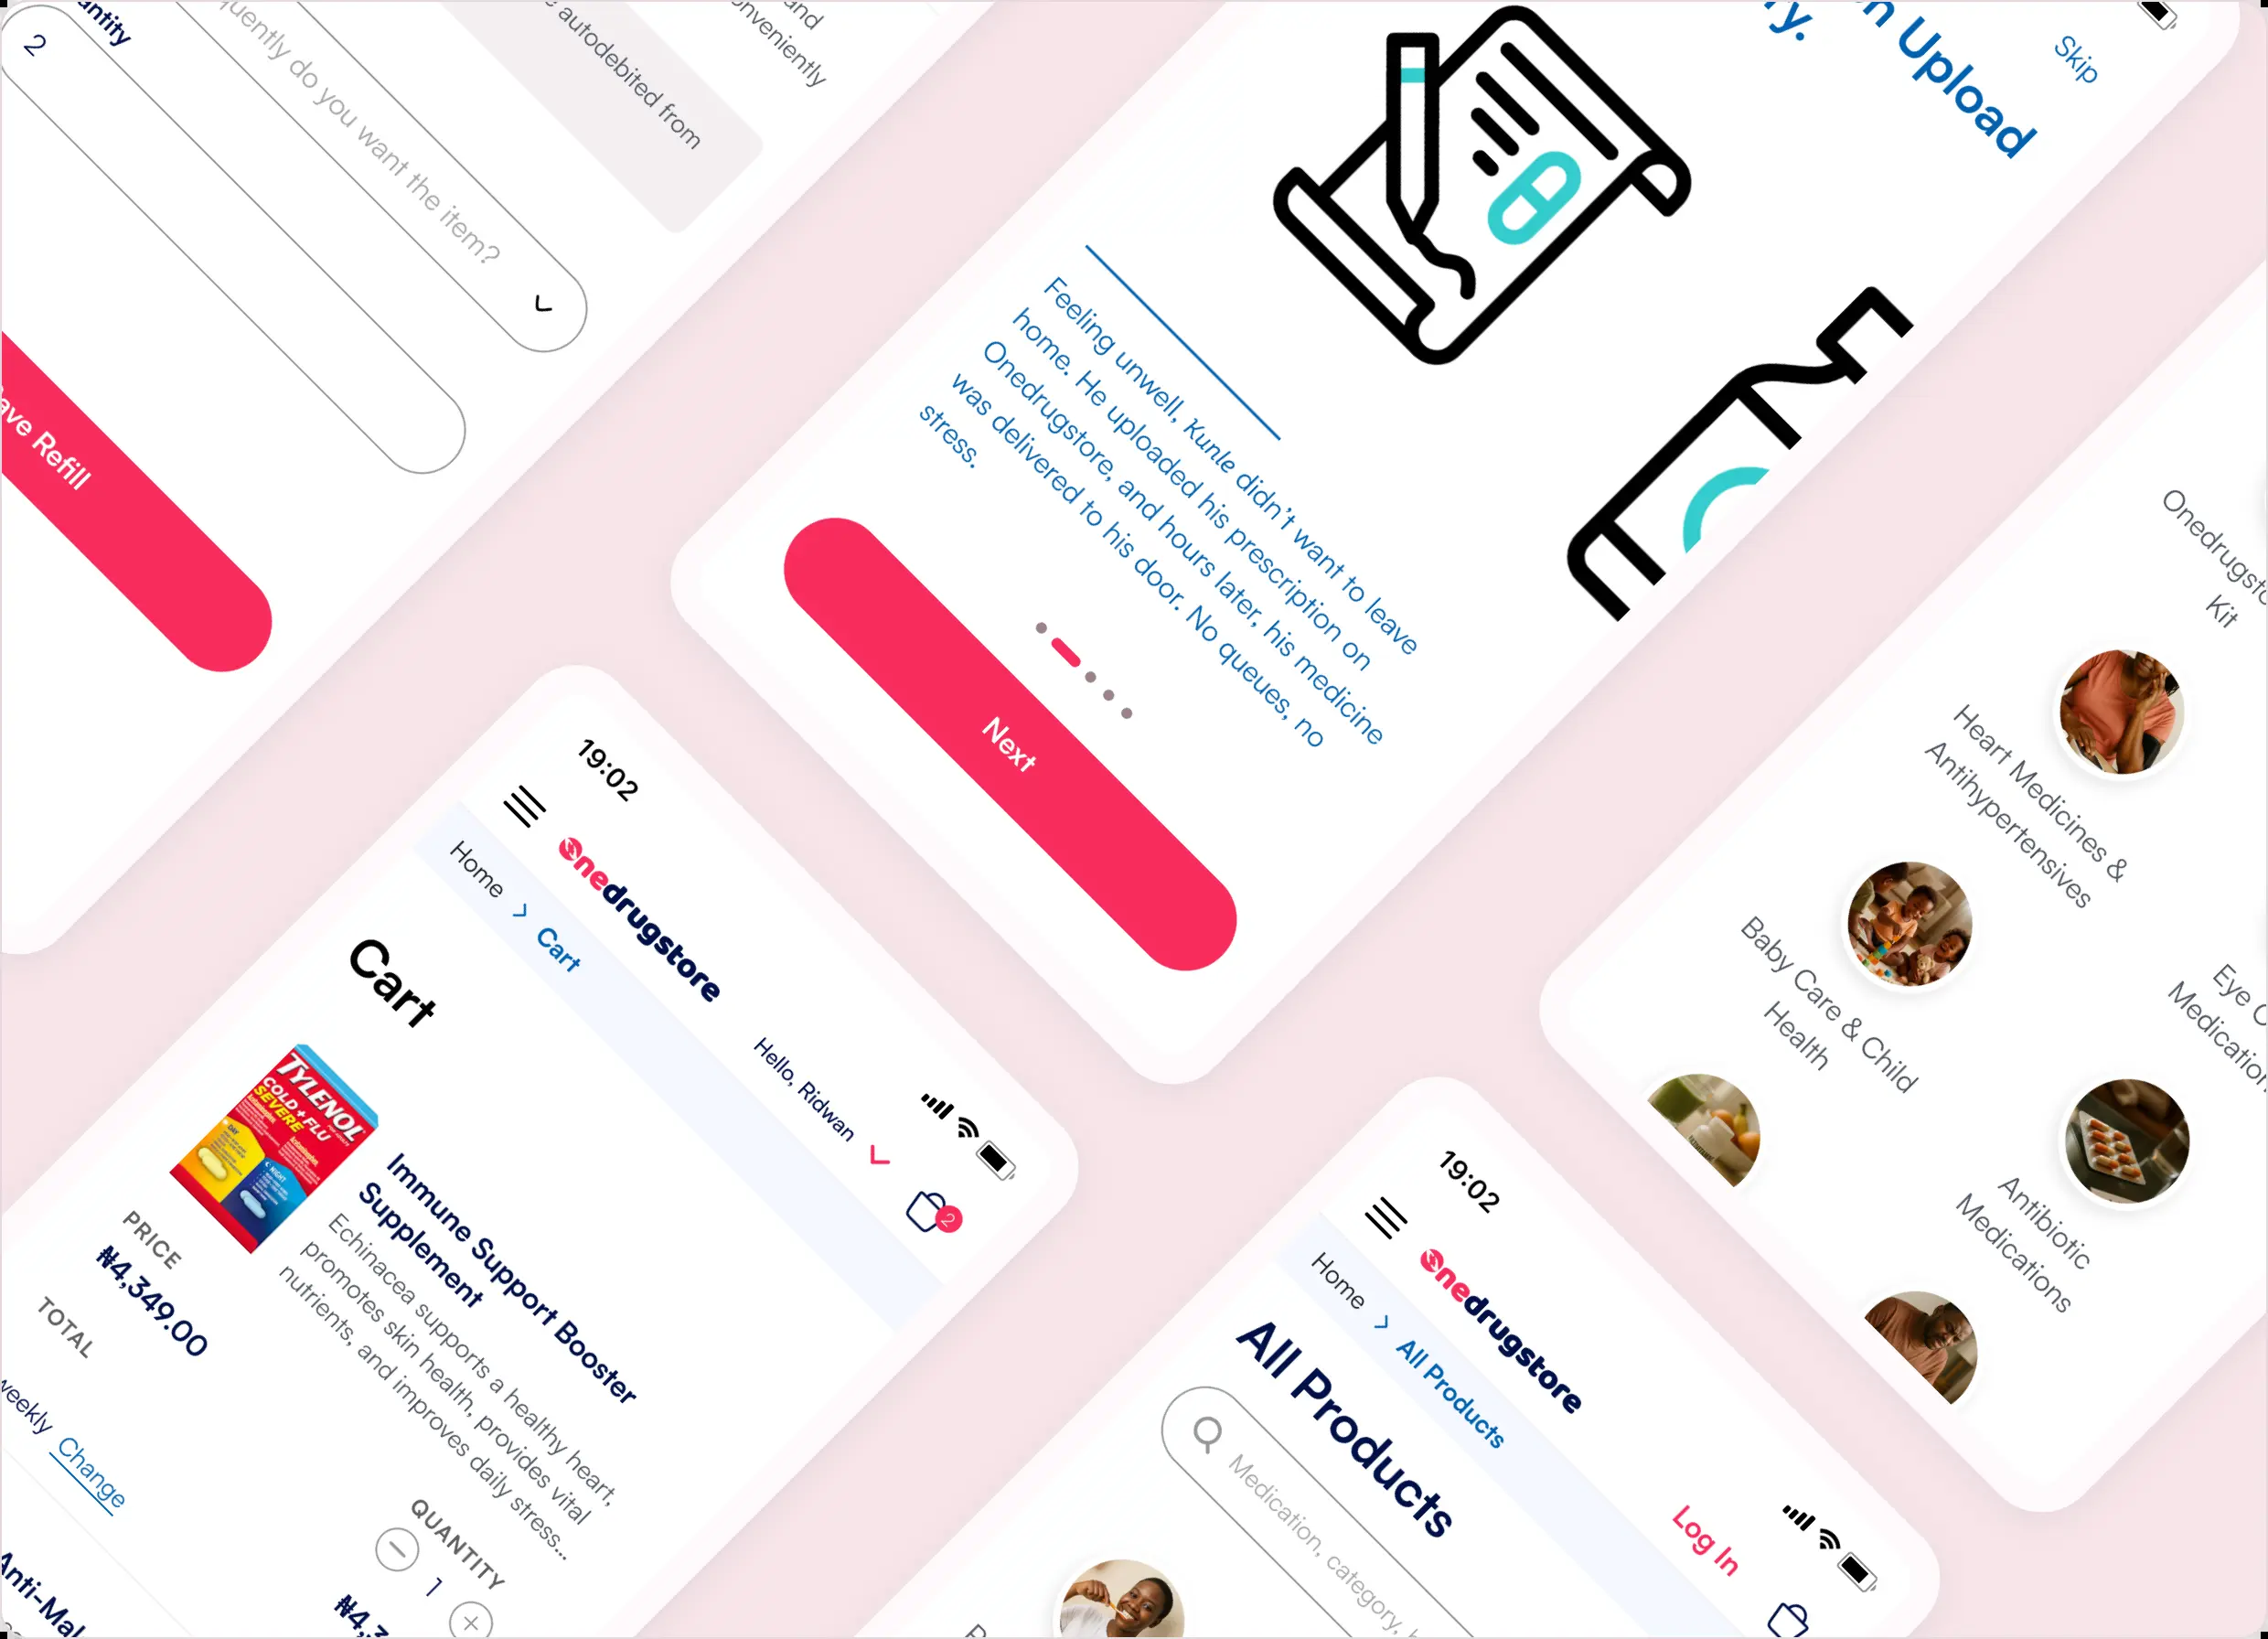 and
conveniently
autodebited from
quently do you want the item?
antity
2
ave Refill
Skip
n Upload
ry.
Feeling unwell, Kunle didn't want to leave
home. He uploaded his prescription on
Onedrugstore, and hours later, his medicine
was delivered to his door. No queues, no
stress.
Next
19:02
Onedrugstore
Hello, Ridwan
2
Home > Cart
Cart
TYLENOL
COLD + FLU
SEVERE
DAY
NIGHT
Immune Support Booster
Supplement
Echinacea supports a healthy heart,
promotes skin health, provides vital
nutrients, and improves daily stress...
PRICE
₦4,349.00
QUANTITY
1
TOTAL
₦4,3
weekly Change
Anti-Mal
Onedrugsto
Kit
Heart Medicines &
Antihypertensives
Baby Care & Child
Health
Eye C
Medication
Antibiotic
Medications
19:02
Onedrugstore
Log In
Home > All Products
All Products
Medication, category,